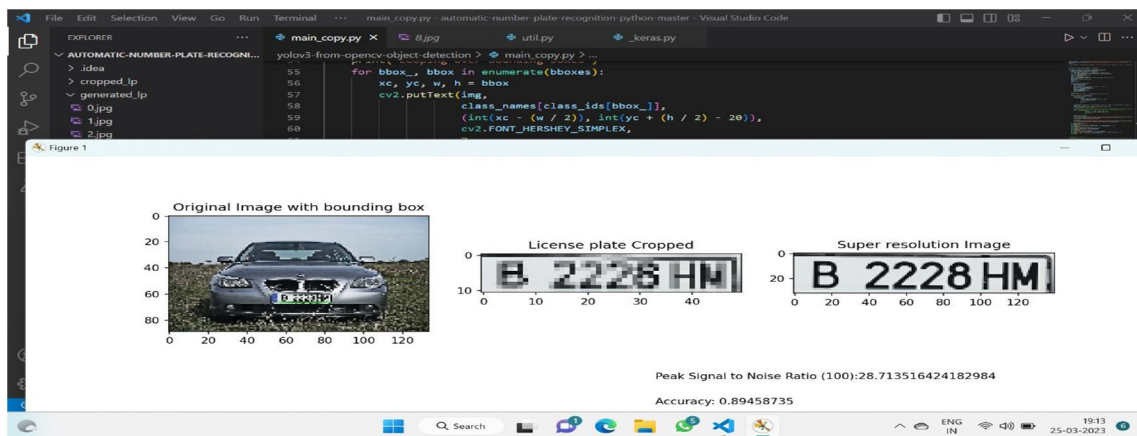 File Edit Selection View Go Run Terminal ··· main_copy.py - automatic-number-plate-recognition-python-master - Visual Studio Code
EXPLORER ··· main_copy.py × 8.jpg util.py _keras.py
AUTOMATIC-NUMBER-PLATE-RECOGNI... yolov3-from-opencv-object-detection > main_copy.py > ...
> .idea 55 for bbox_, bbox in enumerate(bboxes):
> cropped_lp 56 xc, yc, w, h = bbox
generated_lp 57 cv2.putText(img,
0.jpg 58 class_names[class_ids[bbox_]],
1.jpg 59 (int(xc - (w / 2)), int(yc + (h / 2) - 20)),
2.jpg 60 cv2.FONT_HERSHEY_SIMPLEX,
Figure 1
Original Image with bounding box
0
20
40
60
80
0 20 40 60 80 100 120
License plate Cropped
0
10
B 2228 HM
0 10 20 30 40
Super resolution Image
0
20
B 2228 HM
0 20 40 60 80 100 120
Peak Signal to Noise Ratio (100):28.713516424182984
Accuracy: 0.89458735
Search
ENG
IN
19:13
25-03-2023
6